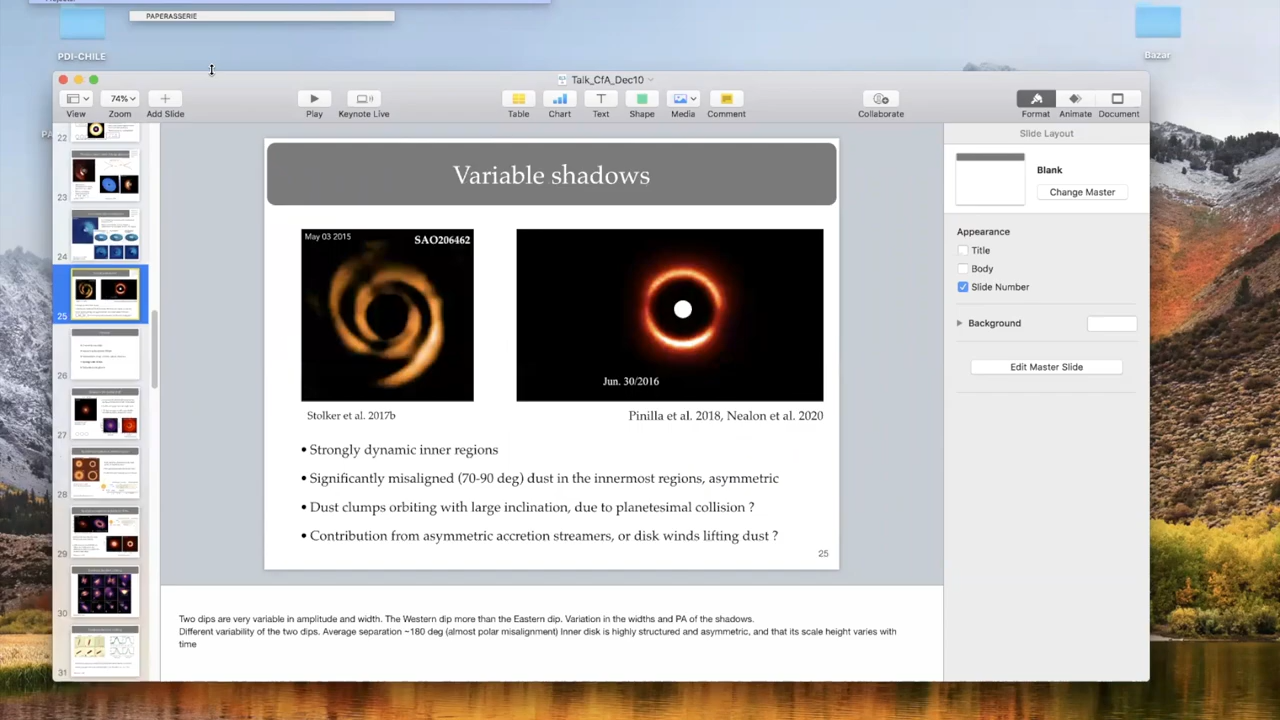 PAPERASSERIE
PDI-CHILE
Bazar
Talk_CfA_Dec10
74%
View
Zoom
Add Slide
Play
Keynote Live
Table
Chart
Text
Shape
Media
Comment
Collaborate
Format
Animate
Document
22
23
24
25
26
27
28
29
30
31
Variable shadows
May 03 2015
SAO206462
Jun. 30/2016
Stolker et al. 2017b
Pinilla et al. 2018, Nealon et al. 2020
• Strongly dynamic inner regions
• Significantly misaligned (70-90 deg) dust in the innermost regions, asymmetric
• Dust clumps orbiting with large inclination, due to planetesimal collision ?
• Contribution from asymmetric accretion streamers, or disk winds lifting dust ?
25
Two dips are very variable in amplitude and width. The Western dip more than the Eastern dip. Variation in the widths and PA of the shadows.
Different variability of the two dips. Average separation ~180 deg (almost polar misalignment) Inner disk is highly structured and asymmetric, and that its scale height varies with
time
Slide Layout
Blank
Change Master
Appearance
Title
Body
Slide Number
Background
Edit Master Slide